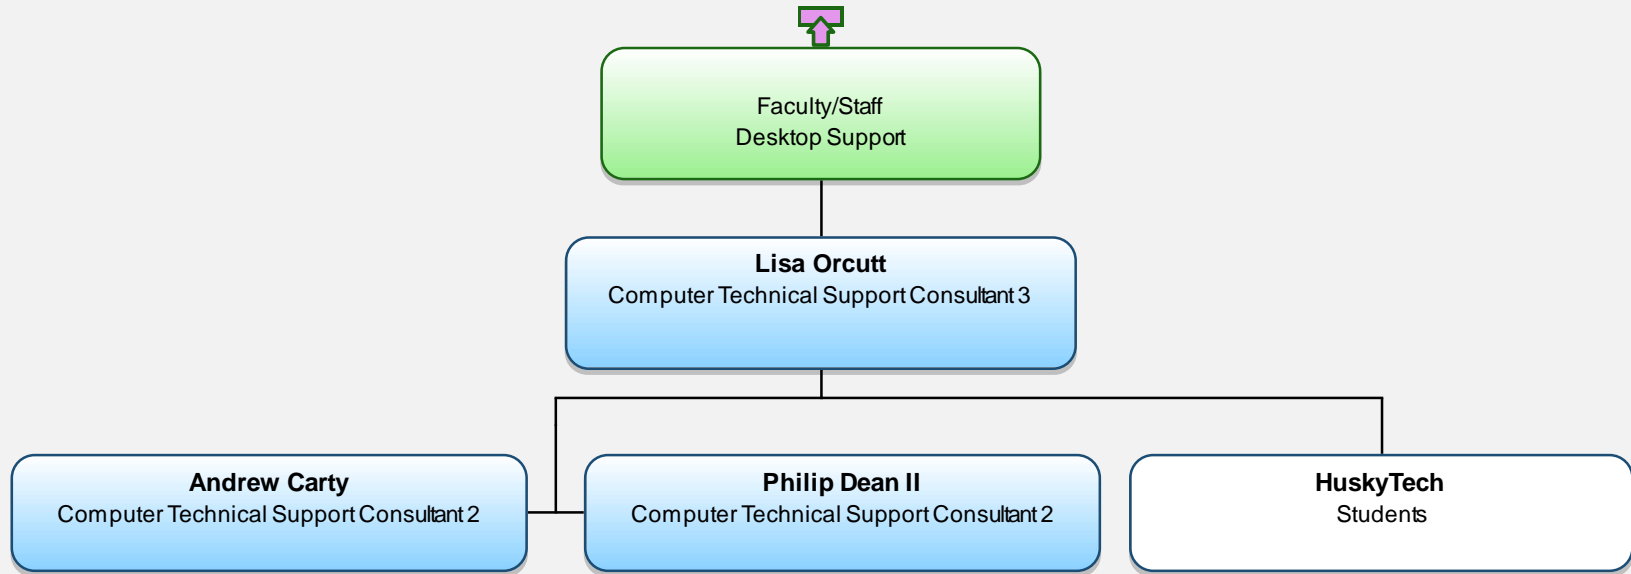 Faculty/Staff
Desktop Support
Lisa Orcutt
Computer Technical Support Consultant 3
Andrew Carty
Computer Technical Support Consultant 2
Philip Dean II
Computer Technical Support Consultant 2
HuskyTech
Students